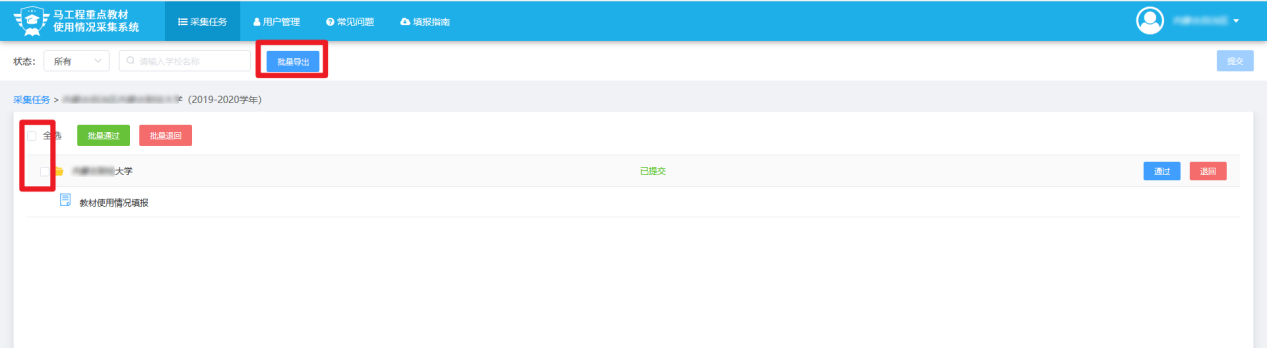 马工程重点教材
使用情况采集系统
采集任务
用户管理
常见问题
填报指南
状态： 所有 请输入学校名称 批量导出 提交
采集任务 > 学（2019-2020学年）
全选 批量通过 批量退回
大学 已提交 通过 退回
教材使用情况填报